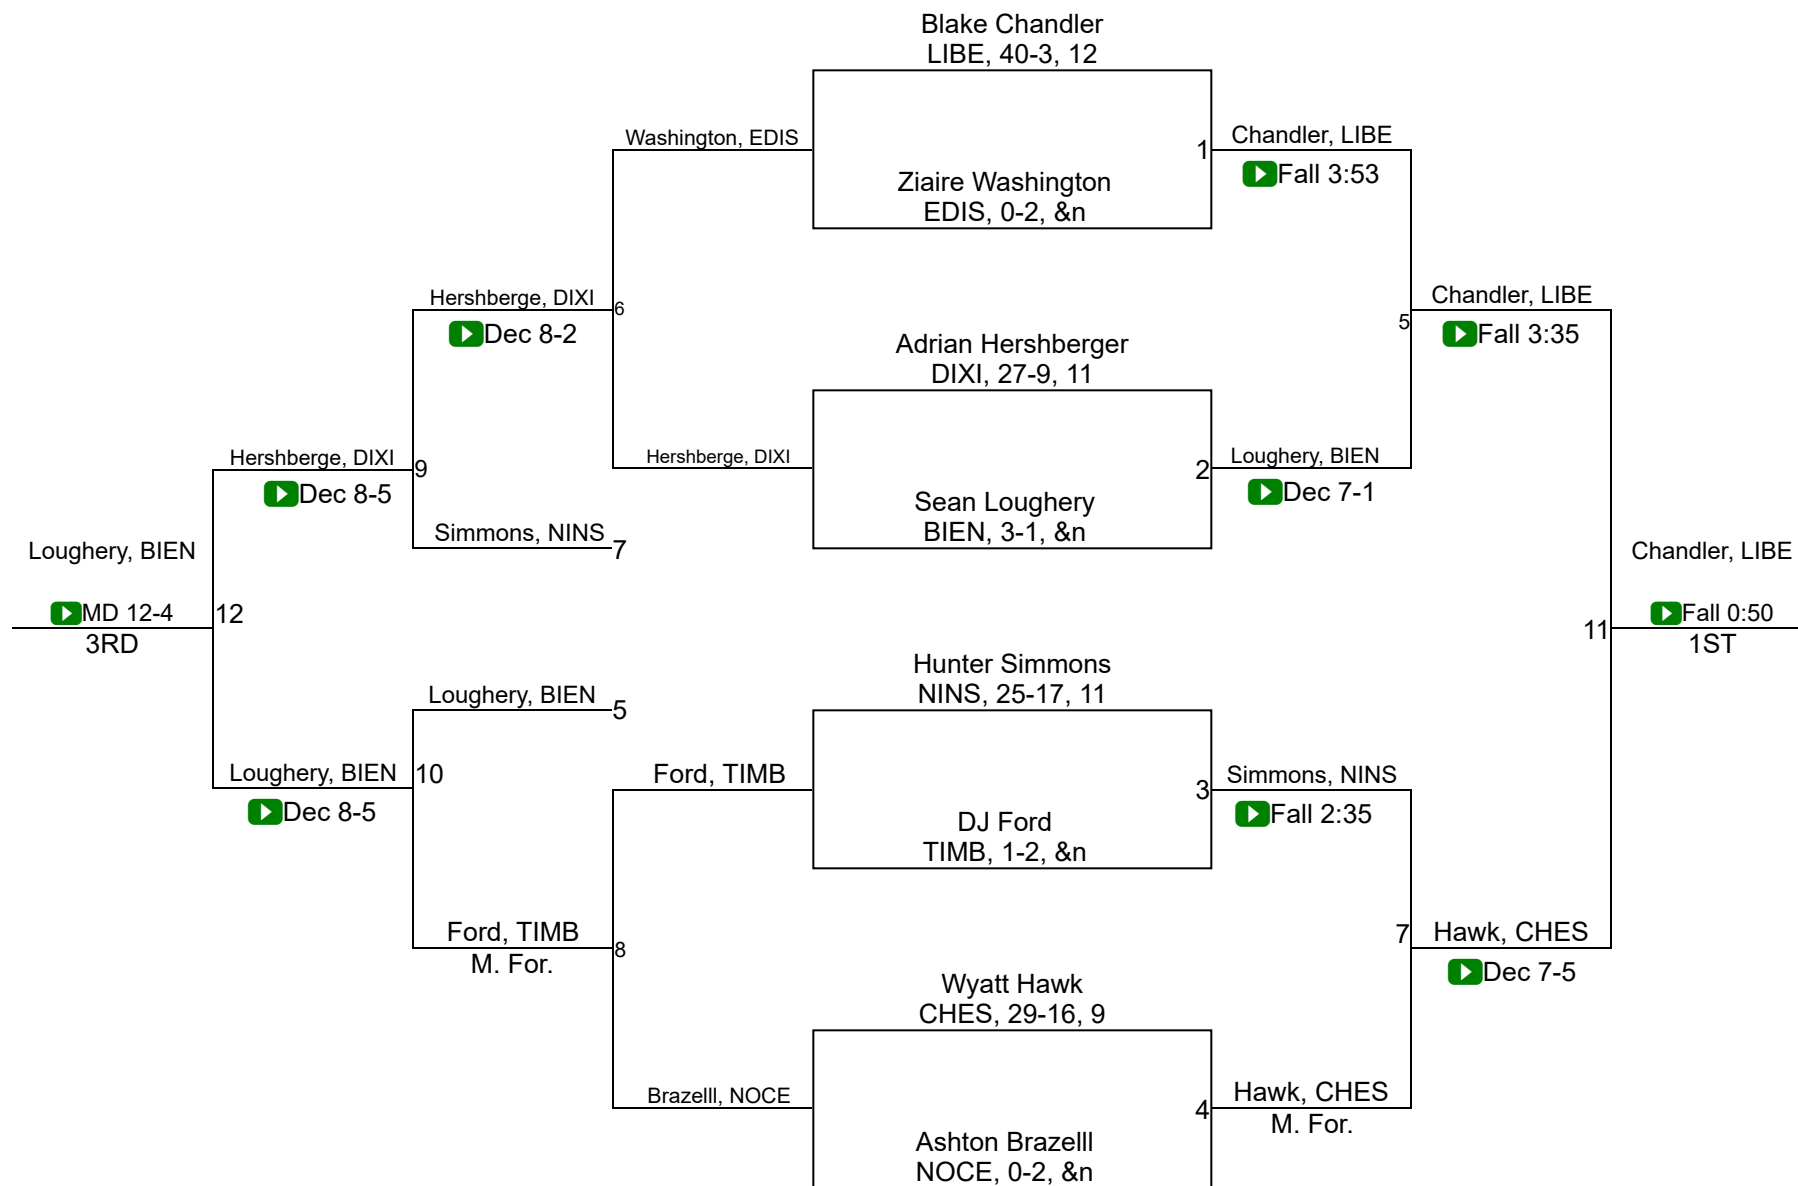 Blake Chandler
LIBE, 40-3, 12
Washington, EDIS
1
Chandler, LIBE
Fall 3:53
Ziaire Washington
EDIS, 0-2, &n
Hershberge, DIXI
6
Dec 8-2
Chandler, LIBE
5
Fall 3:35
Adrian Hershberger
DIXI, 27-9, 11
Hershberge, DIXI
9
Dec 8-5
Hershberge, DIXI
2
Loughery, BIEN
Dec 7-1
Sean Loughery
BIEN, 3-1, &n
Simmons, NINS
7
Loughery, BIEN
MD 12-4
12
3RD
Chandler, LIBE
11
Fall 0:50
1ST
Hunter Simmons
NINS, 25-17, 11
Loughery, BIEN
5
Loughery, BIEN
10
Dec 8-5
Ford, TIMB
3
Simmons, NINS
Fall 2:35
DJ Ford
TIMB, 1-2, &n
Ford, TIMB
8
M. For.
7
Hawk, CHES
Dec 7-5
Wyatt Hawk
CHES, 29-16, 9
Brazelll, NOCE
4
Hawk, CHES
M. For.
Ashton Brazelll
NOCE, 0-2, &n